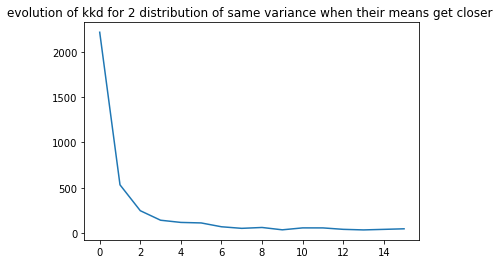 evolution of kkd for 2 distribution of same variance when their means get closer
2000
1500
1000
500
0
0 2 4 6 8 10 12 14